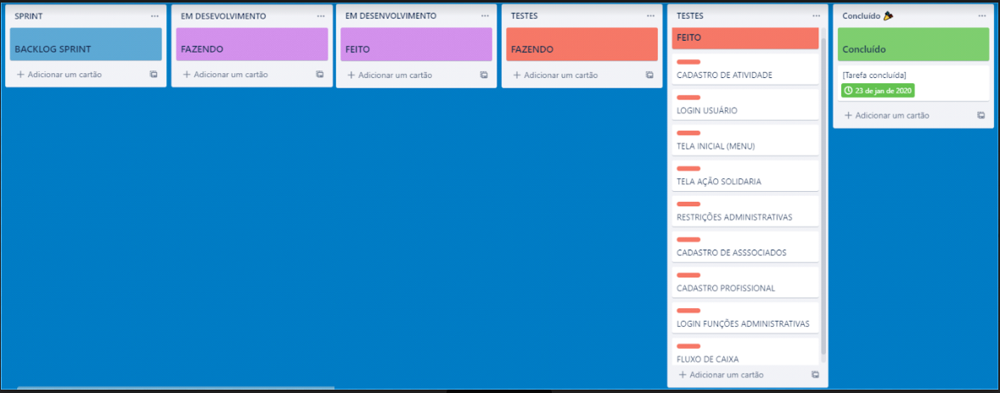 SPRINT
BACKLOG SPRINT
+ Adicionar um cartão
EM DESEVOLVIMENTO
FAZENDO
+ Adicionar um cartão
EM DESENVOLVIMENTO
FEITO
+ Adicionar um cartão
TESTES
FAZENDO
+ Adicionar um cartão
TESTES
FEITO
CADASTRO DE ATIVIDADE
LOGIN USUÁRIO
TELA INICIAL (MENU)
TELA AÇÃO SOLIDARIA
RESTRIÇÕES ADMINISTRATIVAS
CADASTRO DE ASSSOCIADOS
CADASTRO PROFISSIONAL
LOGIN FUNÇÕES ADMINISTRATIVAS
FLUXO DE CAIXA
+ Adicionar um cartão
Concluído 🎉
Concluído
[Tarefa concluída]
23 de jan de 2020
+ Adicionar um cartão